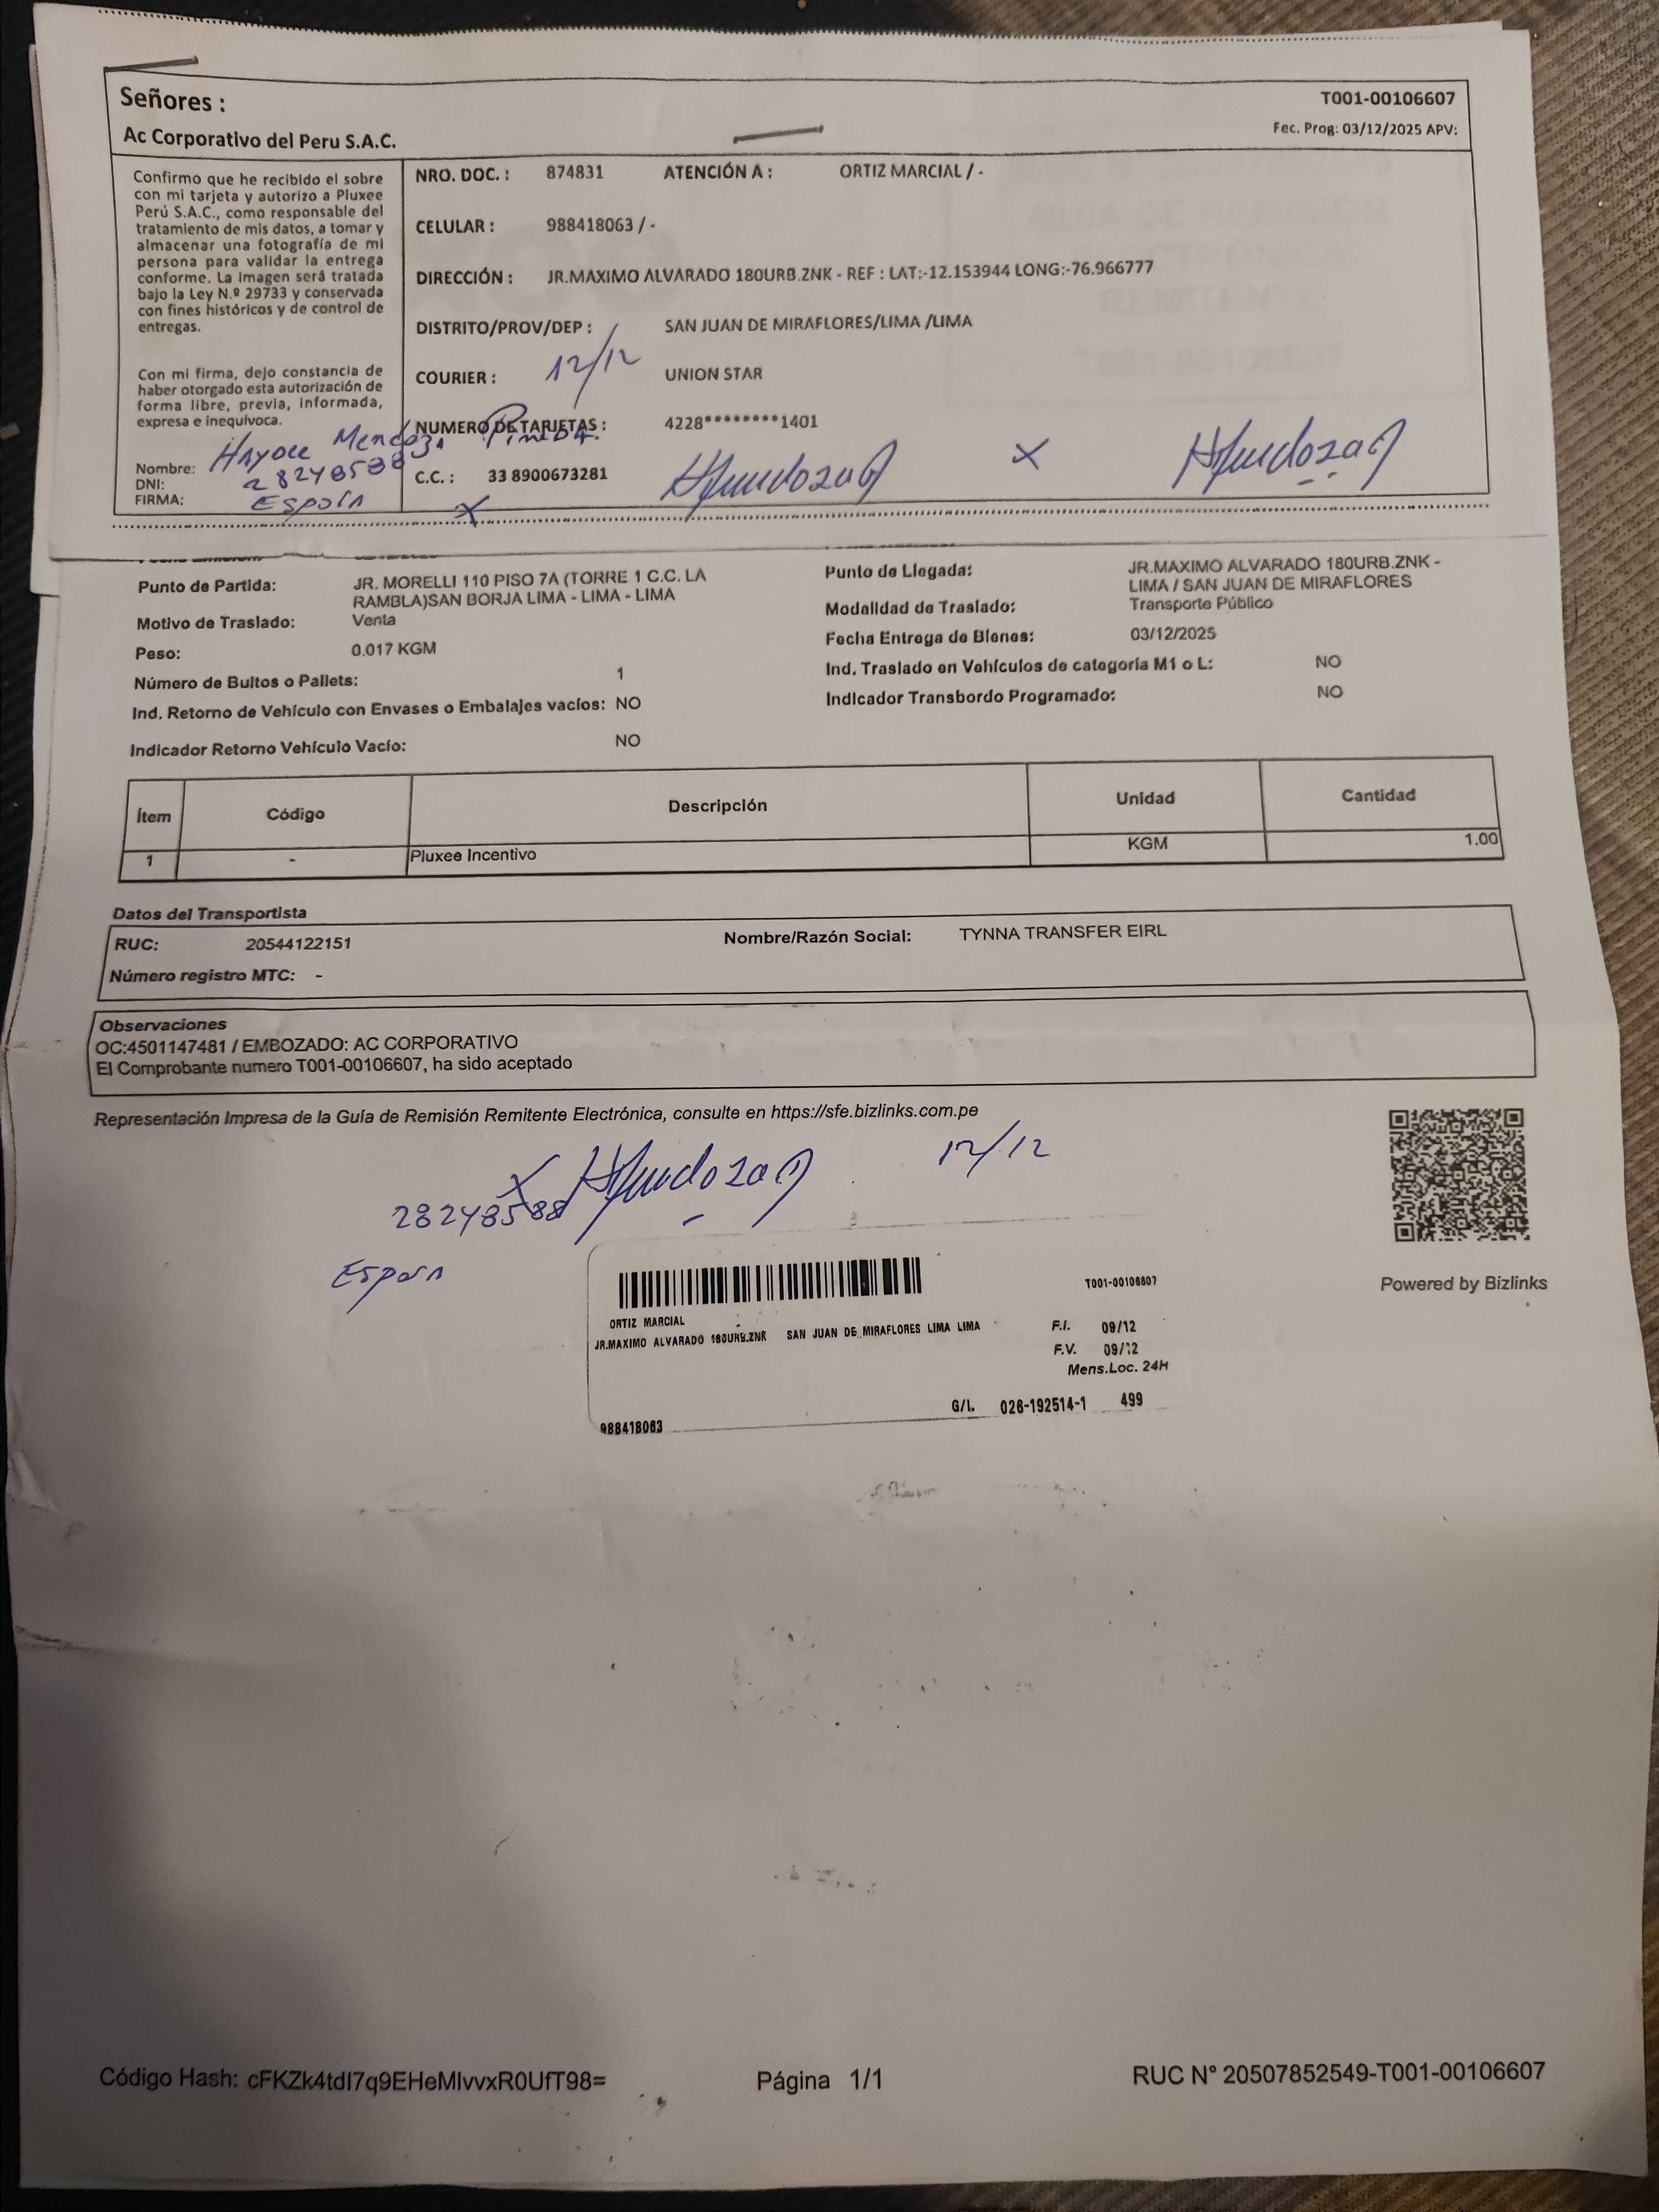 Señores :
T001-00106607
Ac Corporativo del Peru S.A.C.
Fec. Prog: 03/12/2025 APV:
Confirmo que he recibido el sobre
con mi tarjeta y autorizo a Pluxee
Perú S.A.C., como responsable del
tratamiento de mis datos, a tomar y
almacenar una fotografía de mi
persona para validar la entrega
conforme. La imagen será tratada
bajo la Ley N.º 29733 y conservada
con fines históricos y de control de
entregas.
Con mi firma, dejo constancia de
haber otorgado esta autorización de
forma libre, previa, informada,
expresa e inequívoca.
Nombre: Mendoza
DNI: 28248588
FIRMA:
NRO. DOC. : 874831 ATENCIÓN A : ORTIZ MARCIAL / -
CELULAR : 988418063 / -
DIRECCIÓN : JR.MAXIMO ALVARADO 180URB.ZNK - REF : LAT:-12.153944 LONG:-76.966777
DISTRITO/PROV/DEP : SAN JUAN DE MIRAFLORES/LIMA /LIMA
COURIER : 12/12 UNION STAR
NUMERO DE TARJETAS : 4228********1401
C.C. : 33 8900673281
Punto de Partida: JR. MORELLI 110 PISO 7A (TORRE 1 C.C. LA
RAMBLA)SAN BORJA LIMA - LIMA - LIMA
Motivo de Traslado: Venta
Peso: 0.017 KGM
Número de Bultos o Pallets: 1
Ind. Retorno de Vehículo con Envases o Embalajes vacíos: NO
Indicador Retorno Vehículo Vacío: NO
Punto de Llegada: JR.MAXIMO ALVARADO 180URB.ZNK -
LIMA / SAN JUAN DE MIRAFLORES
Modalidad de Traslado: Transporte Público
Fecha Entrega de Bienes: 03/12/2025
Ind. Traslado en Vehículos de categoría M1 o L: NO
Indicador Transbordo Programado: NO
Ítem Código Descripción Unidad Cantidad
1 - Pluxee Incentivo KGM 1.00
Datos del Transportista
RUC: 20544122151 Nombre/Razón Social: TYNNA TRANSFER EIRL
Número registro MTC: -
Observaciones
OC:4501147481 / EMBOZADO: AC CORPORATIVO
El Comprobante numero T001-00106607, ha sido aceptado
Representación Impresa de la Guía de Remisión Remitente Electrónica, consulte en https://sfe.bizlinks.com.pe
12/12
28248588
Powered by Bizlinks
T001-00106607
ORTIZ MARCIAL
JR.MAXIMO ALVARADO 180URB.ZNK SAN JUAN DE MIRAFLORES LIMA LIMA
F.I. 09/12
F.V. 09/12
Mens.Loc. 24H
G/L 026-192514-1 499
988418063
Código Hash: cFKZk4tdI7q9EHeMlvvxR0UfT98= Página 1/1 RUC N° 20507852549-T001-00106607